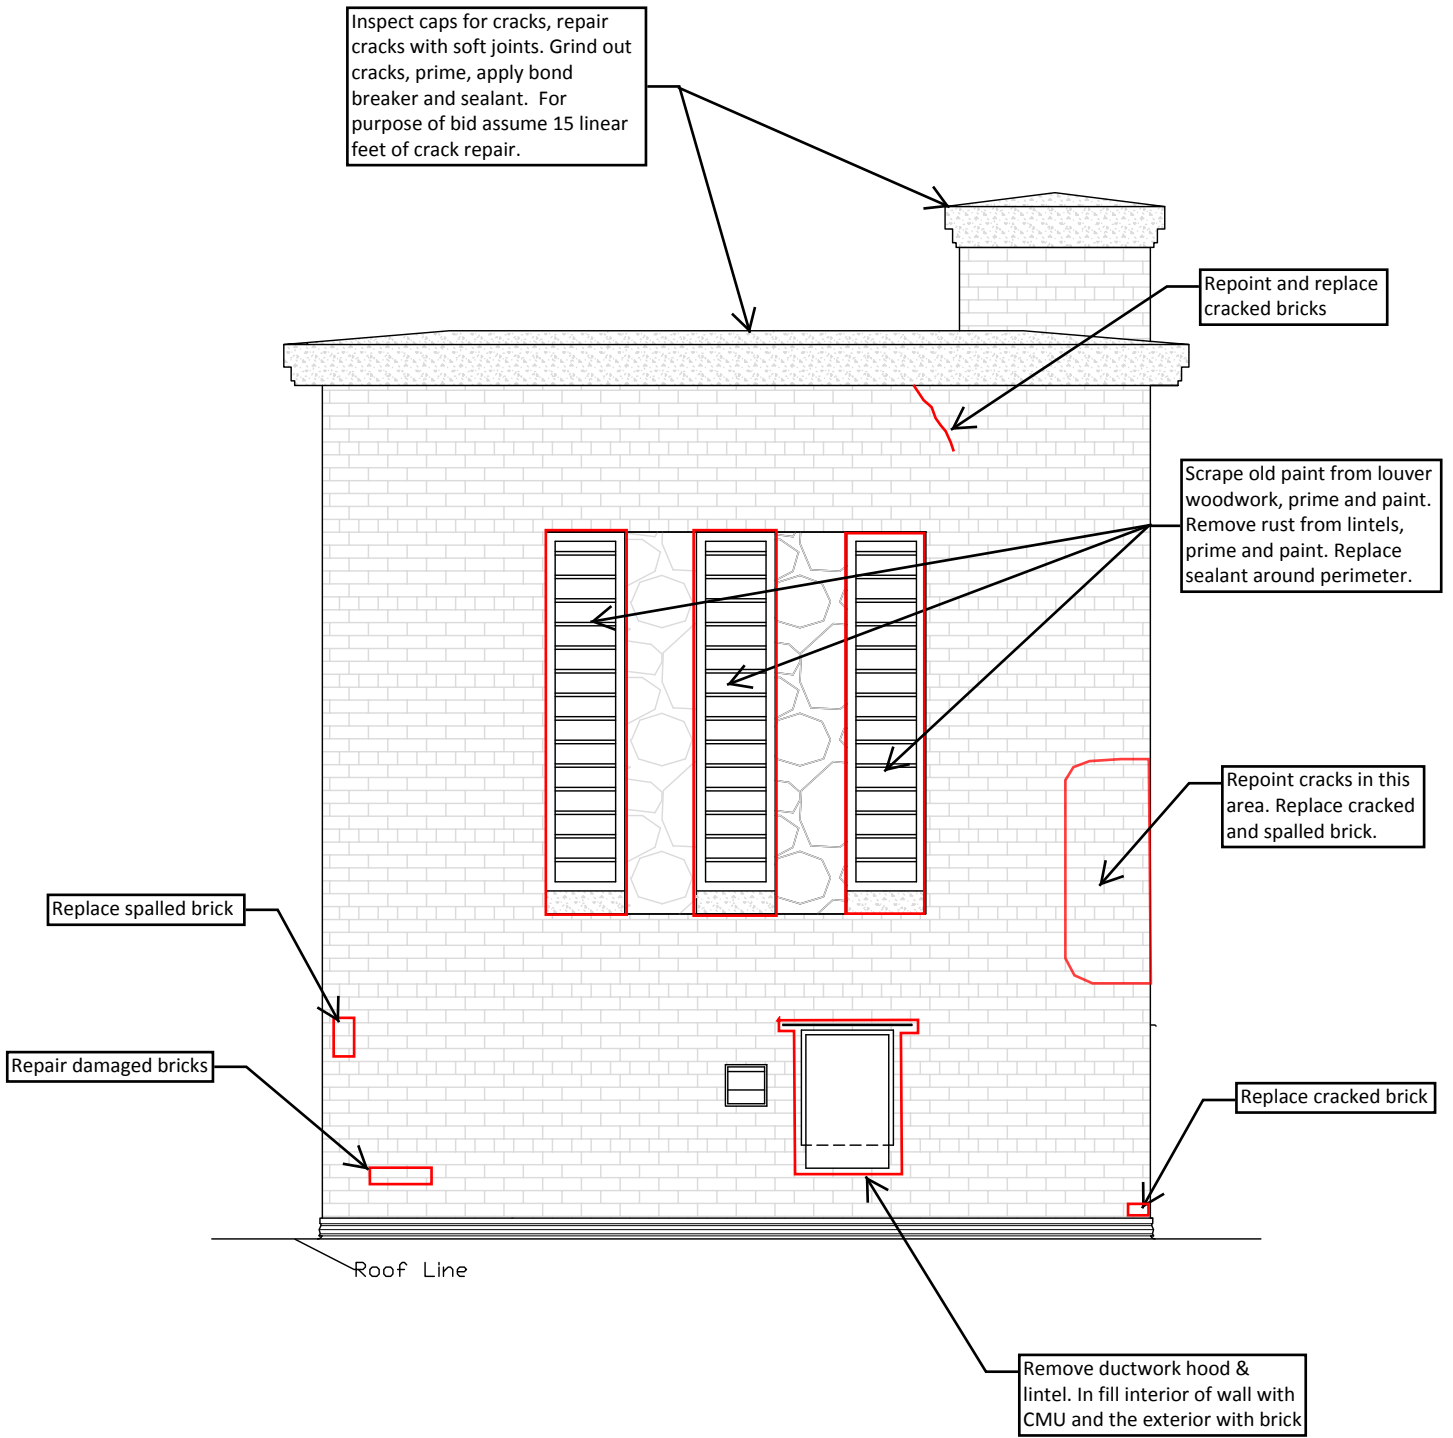 Inspect caps for cracks, repair
cracks with soft joints. Grind out
cracks, prime, apply bond
breaker and sealant.  For
purpose of bid assume 15 linear
feet of crack repair.
Repoint and replace
cracked bricks
Scrape old paint from louver
woodwork, prime and paint.
Remove rust from lintels,
prime and paint. Replace
sealant around perimeter.
Repoint cracks in this
area. Replace cracked
and spalled brick.
Replace spalled brick
Repair damaged bricks
Replace cracked brick
Roof Line
Remove ductwork hood &
lintel. In fill interior of wall with
CMU and the exterior with brick